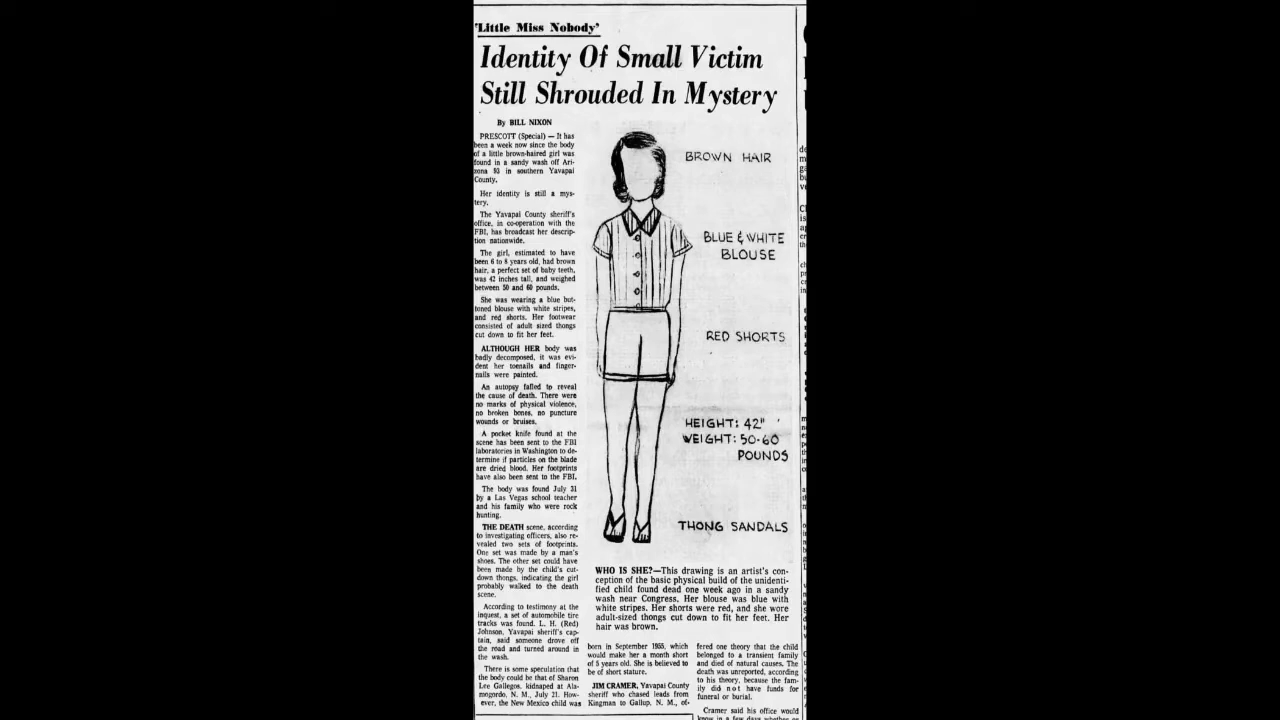 'Little Miss Nobody'
Identity Of Small Victim
Still Shrouded In Mystery
By BILL NIXON
PRESCOTT (Special) — It has
been a week now since the body
of a little brown-haired girl was
found in a sandy wash off Ari-
zona 93 in southern Yavapai
County.
Her identity is still a mys-
tery.
The Yavapai County sheriff's
office, in co-operation with the
FBI, has broadcast her descrip-
tion nationwide.
The girl, estimated to have
been 6 to 8 years old, had brown
hair, a perfect set of baby teeth,
was 42 inches tall, and weighed
between 50 and 60 pounds.
She was wearing a blue but-
toned blouse with white stripes,
and red shorts. Her footwear
consisted of adult sized thongs
cut down to fit her feet.
ALTHOUGH HER body was
badly decomposed, it was evi-
dent her toenails and finger-
nails were painted.
An autopsy failed to reveal
the cause of death. There were
no marks of physical violence,
no broken bones, no puncture
wounds or bruises.
A pocket knife found at the
scene has been sent to the FBI
laboratories in Washington to de-
termine if particles on the blade
are dried blood. Her footprints
have also been sent to the FBI.
The body was found July 31
by a Las Vegas school teacher
and his family who were rock
hunting.
THE DEATH scene, according
to investigating officers, also re-
vealed two sets of footprints.
One set was made by a man's
shoes. The other set could have
been made by the child's cut-
down thongs, indicating the girl
probably walked to the death
scene.
According to testimony at the
inquest, a set of automobile tire
tracks was found. L. H. (Red)
Johnson, Yavapai sheriff's cap-
tain, said someone drove off
the road and turned around in
the wash.
There is some speculation that
the body could be that of Sharon
Lee Gallegos, kidnaped at Ala-
mogordo, N. M., July 21. How-
ever, the New Mexico child was
BROWN HAIR
BLUE & WHITE
BLOUSE
RED SHORTS
HEIGHT: 42"
WEIGHT: 50-60
POUNDS
THONG SANDALS
WHO IS SHE?—This drawing is an artist's con-
ception of the basic physical build of the unidenti-
fied child found dead one week ago in a sandy
wash near Congress. Her blouse was blue with
white stripes. Her shorts were red, and she wore
adult-sized thongs cut down to fit her feet. Her
hair was brown.
born in September 1955, which
would make her a month short
of 5 years old. She is believed to
be of short stature.
JIM CRAMER, Yavapai County
sheriff who chased leads from
Kingman to Gallup, N. M., of-
fered one theory that the child
belonged to a transient family
and died of natural causes. The
death was unreported, according
to his theory, because the fam-
ily did not have funds for
funeral or burial.
Cramer said his office would
know in a few days whether or